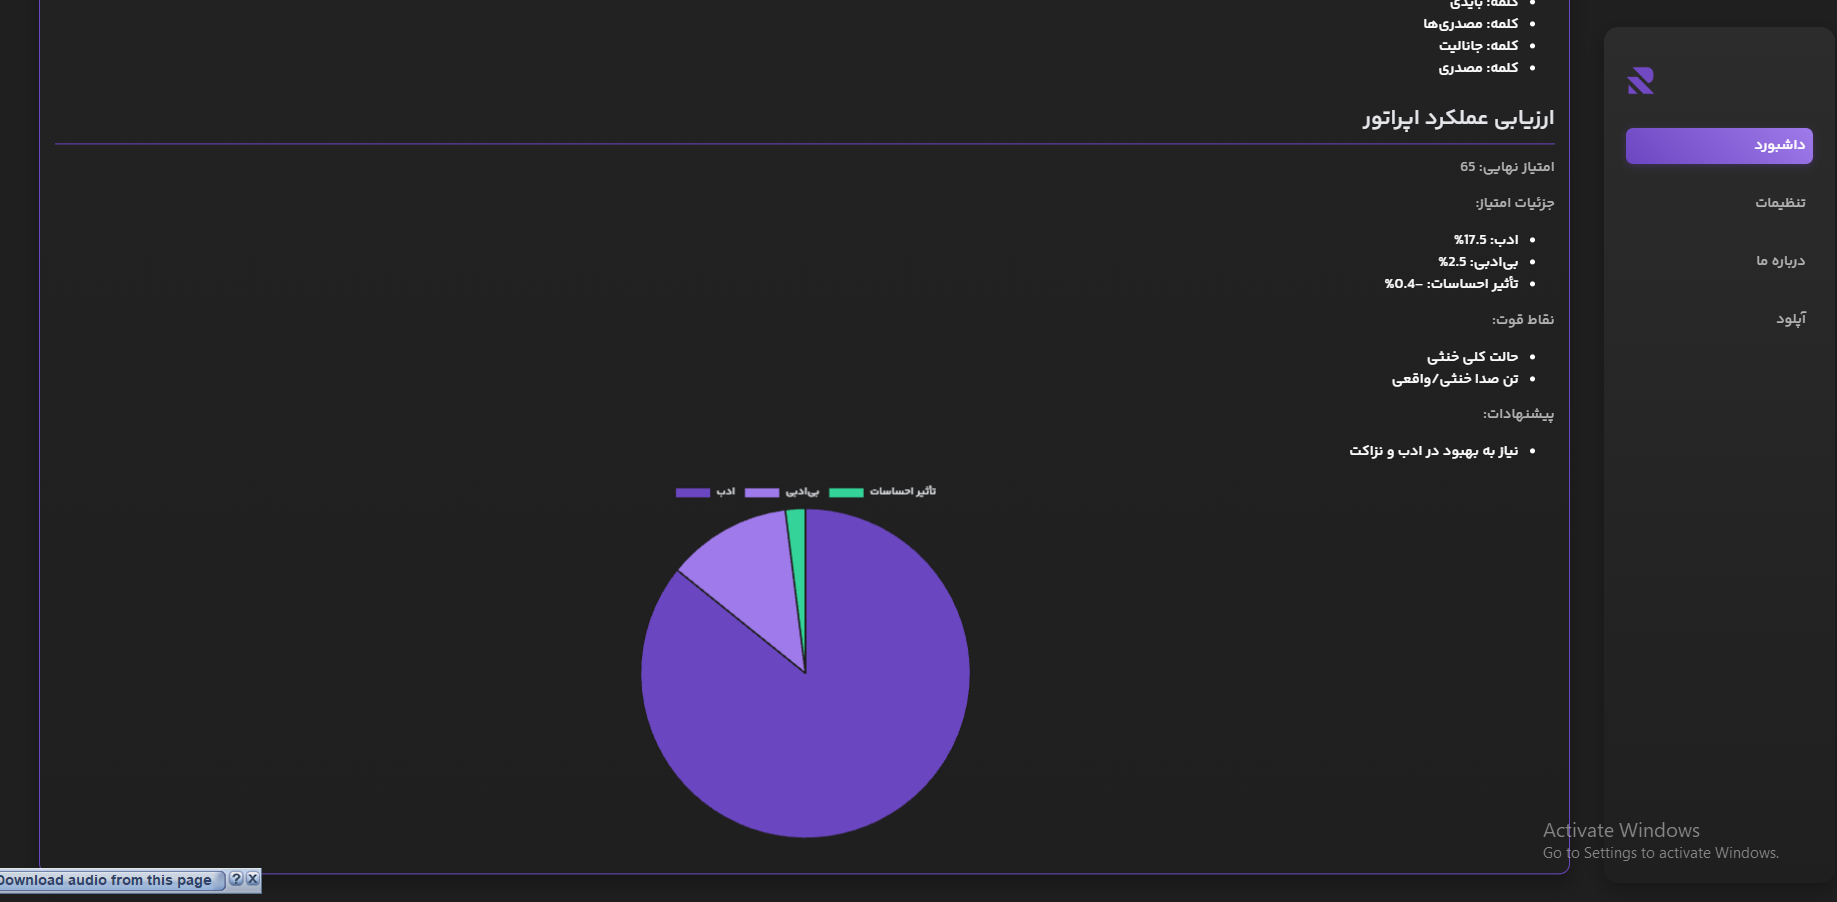 کلمه: بایدی
کلمه: مصدری‌ها
کلمه: جانالیت
کلمه: مصدری
ارزیابی عملکرد اپراتور
امتیاز نهایی: 65
جزئیات امتیاز:
ادب: 17.5%
بی‌ادبی: 2.5%
تأثیر احساسات: -0.4%
نقاط قوت:
حالت کلی خنثی
تن صدا خنثی/واقعی
پیشنهادات:
نیاز به بهبود در ادب و نزاکت
تأثیر احساسات
بی‌ادبی
ادب
داشبورد
تنظیمات
درباره ما
آپلود
Activate Windows
Go to Settings to activate Windows.
Download audio from this page
? X